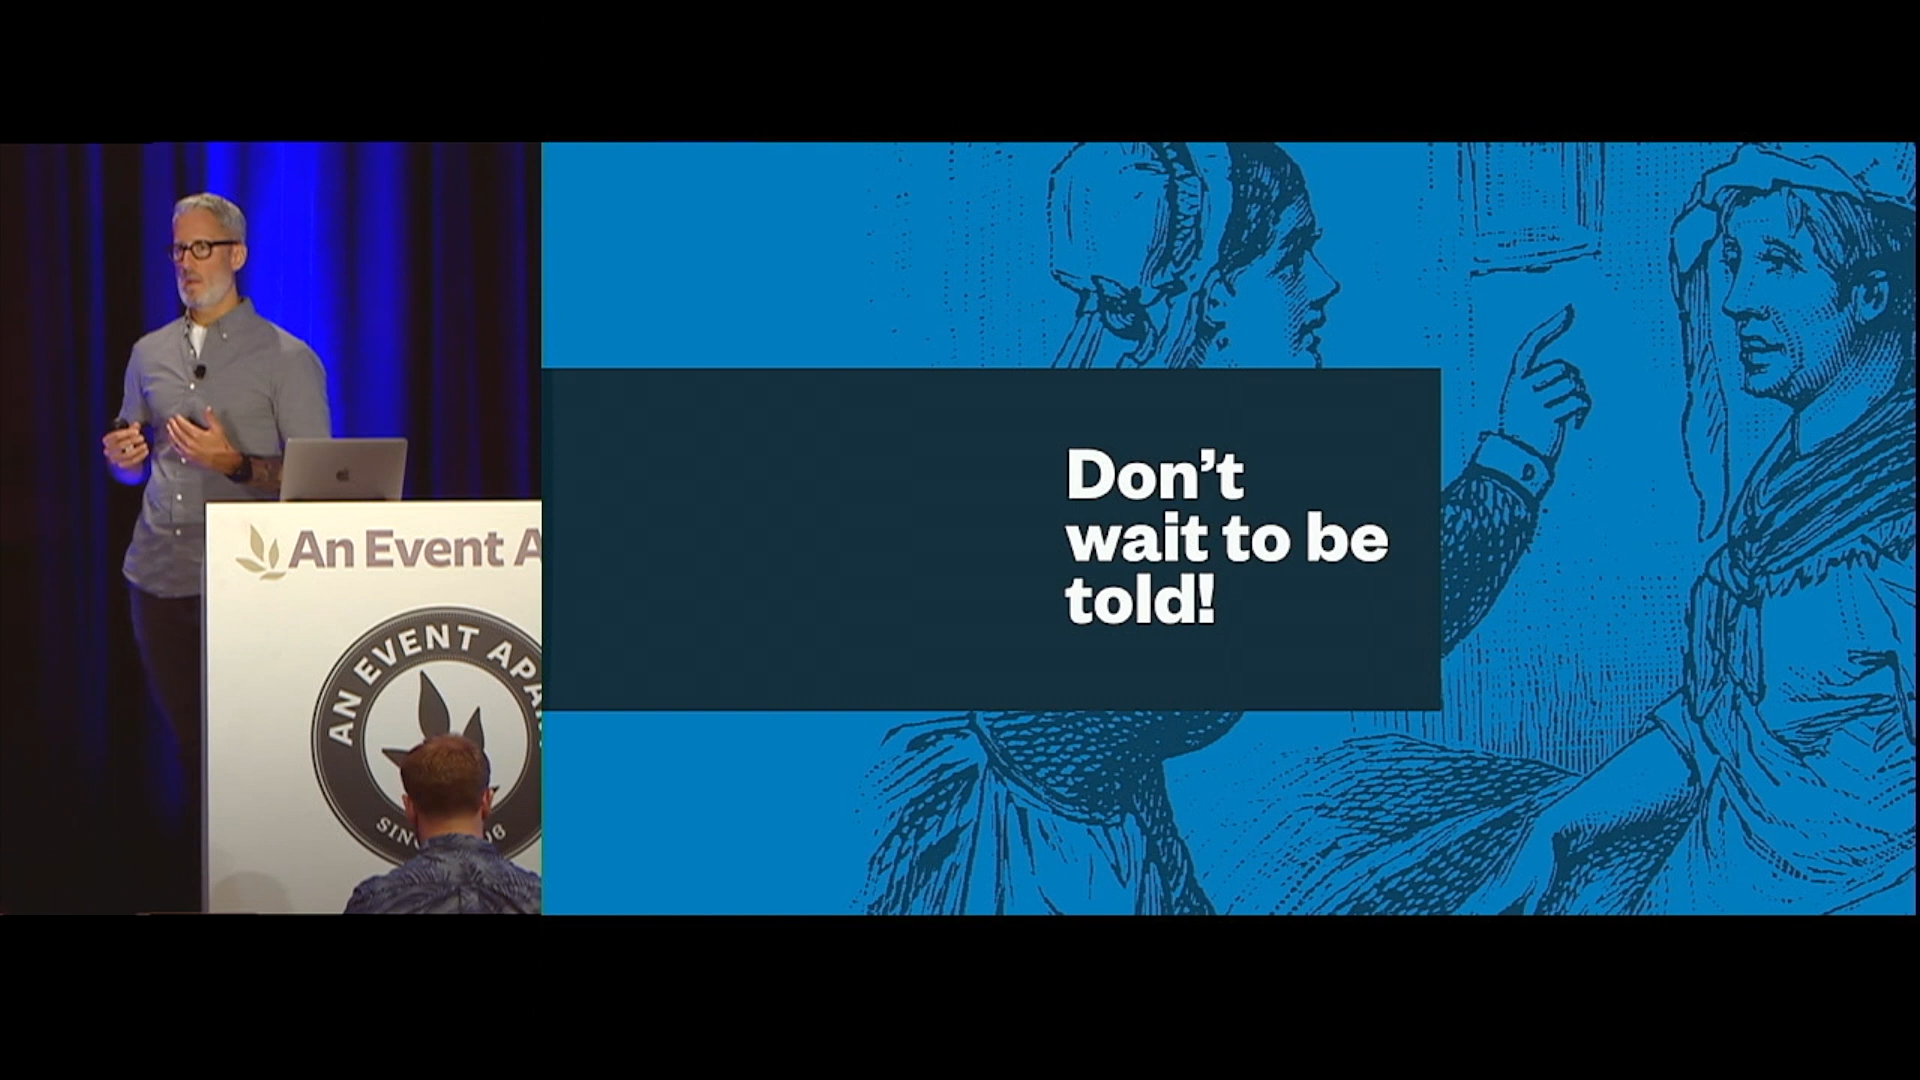 An Event A
AN EVENT APA
Don't
wait to be
told!